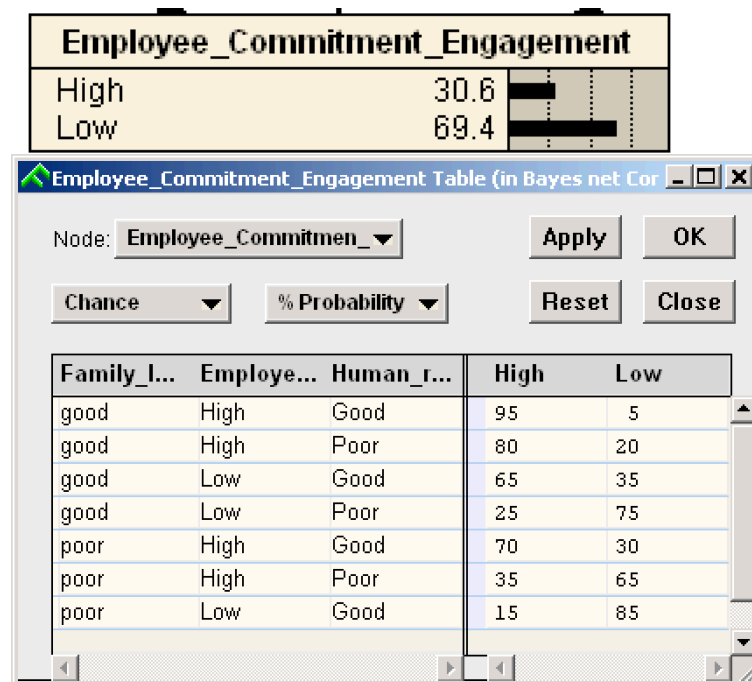 Employee_Commitment_Engagement
High 30.6
Low 69.4
Employee_Commitment_Engagement Table (in Bayes net Cor
Node: Employee_Commitmen_ Apply OK
Chance % Probability Reset Close
Family_I... Employe... Human_r... High Low
good High Good 95 5
good High Poor 80 20
good Low Good 65 35
good Low Poor 25 75
poor High Good 70 30
poor High Poor 35 65
poor Low Good 15 85